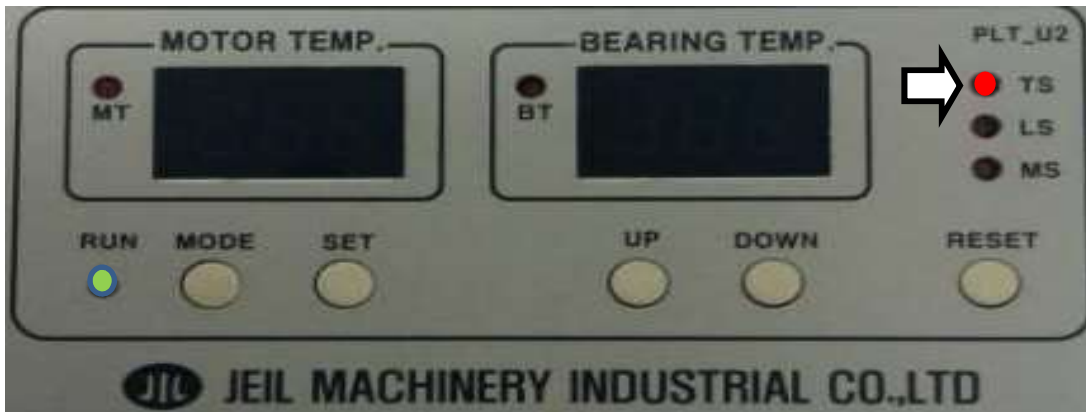 MOTOR TEMP.
BEARING TEMP.
PLT_U2
MT
BT
TS
LS
MS
RUN MODE SET UP DOWN RESET
JIL JEIL MACHINERY INDUSTRIAL CO.,LTD